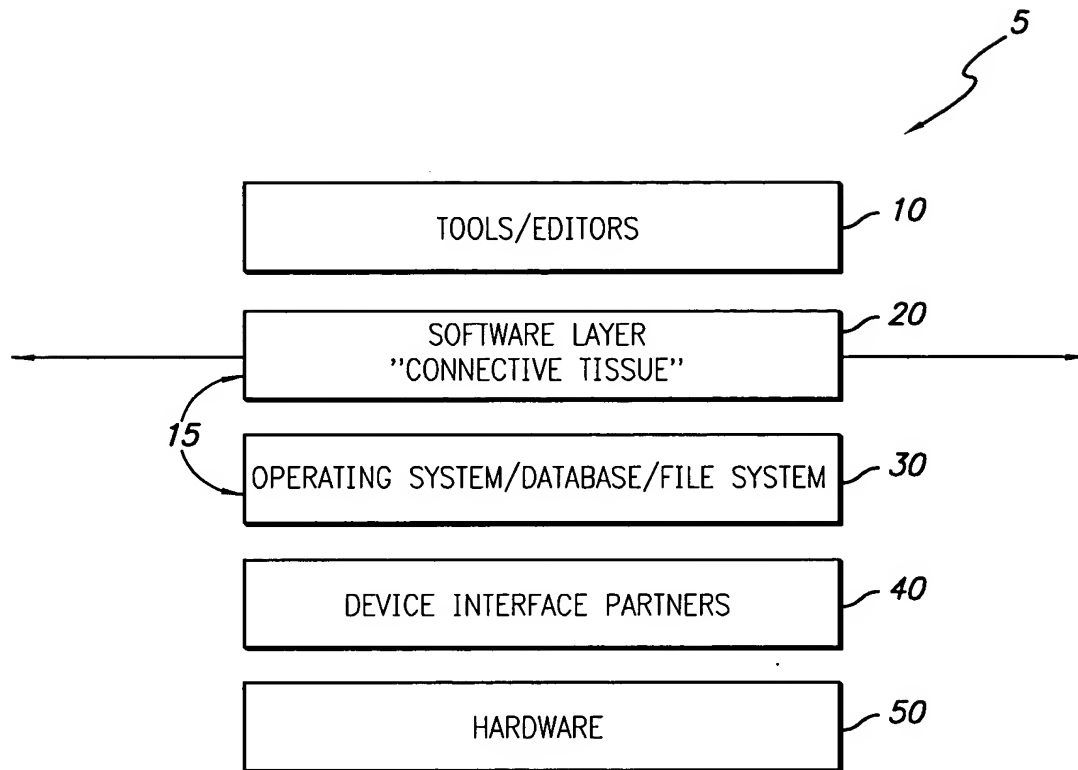 5
TOOLS/EDITORS
10
SOFTWARE LAYER
"CONNECTIVE TISSUE"
20
15
OPERATING SYSTEM/DATABASE/FILE SYSTEM
30
DEVICE INTERFACE PARTNERS
40
HARDWARE
50